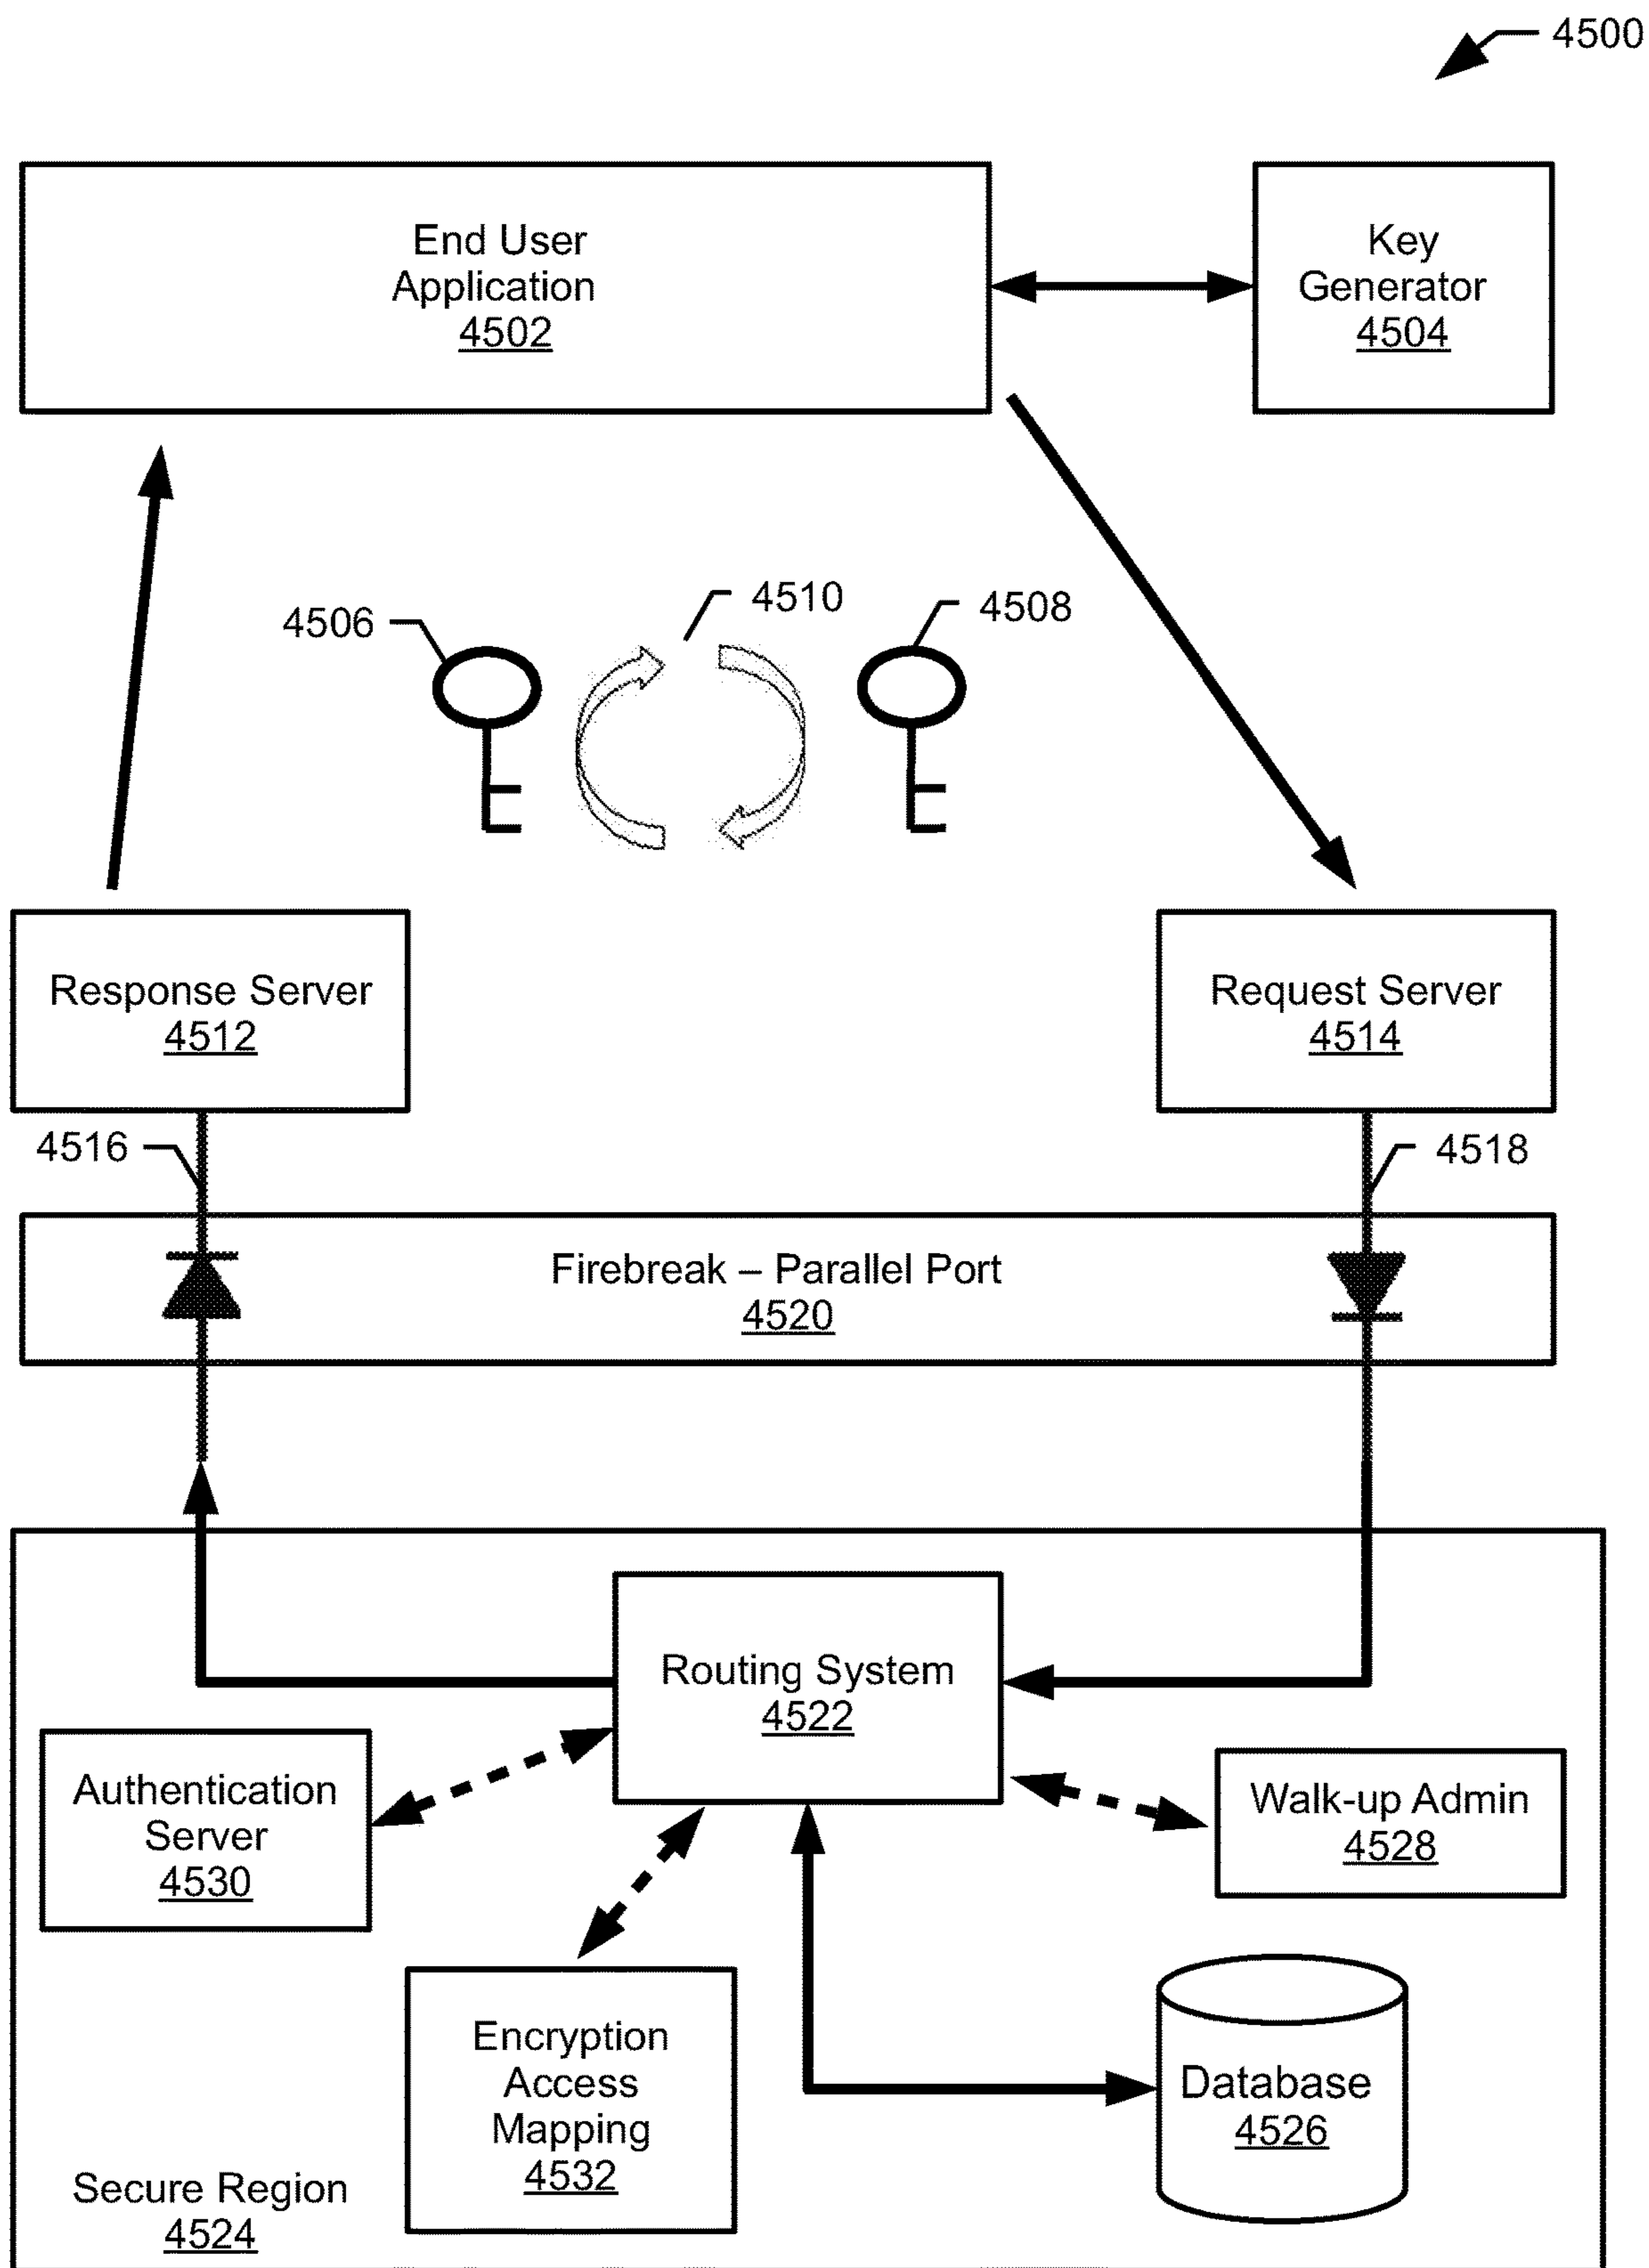 4500
End User
Application
4502
Key
Generator
4504
4506
4510
4508
Response Server
4512
Request Server
4514
4516
4518
Firebreak – Parallel Port
4520
Routing System
4522
Authentication
Server
4530
Walk-up Admin
4528
Encryption
Access
Mapping
4532
Database
4526
Secure Region
4524